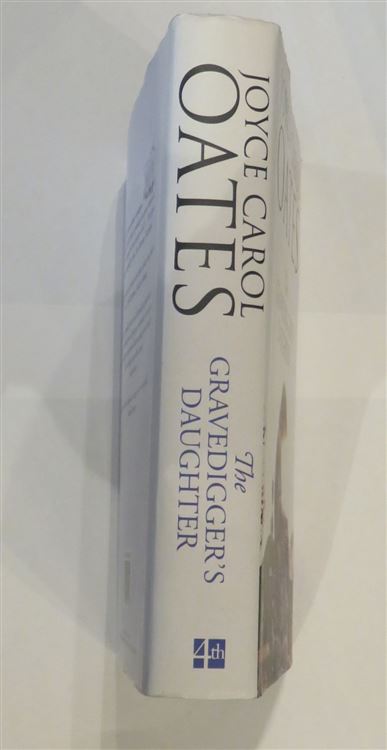 JOYCE CAROL
OATES
The
GRAVEDIGGER'S
DAUGHTER
4th